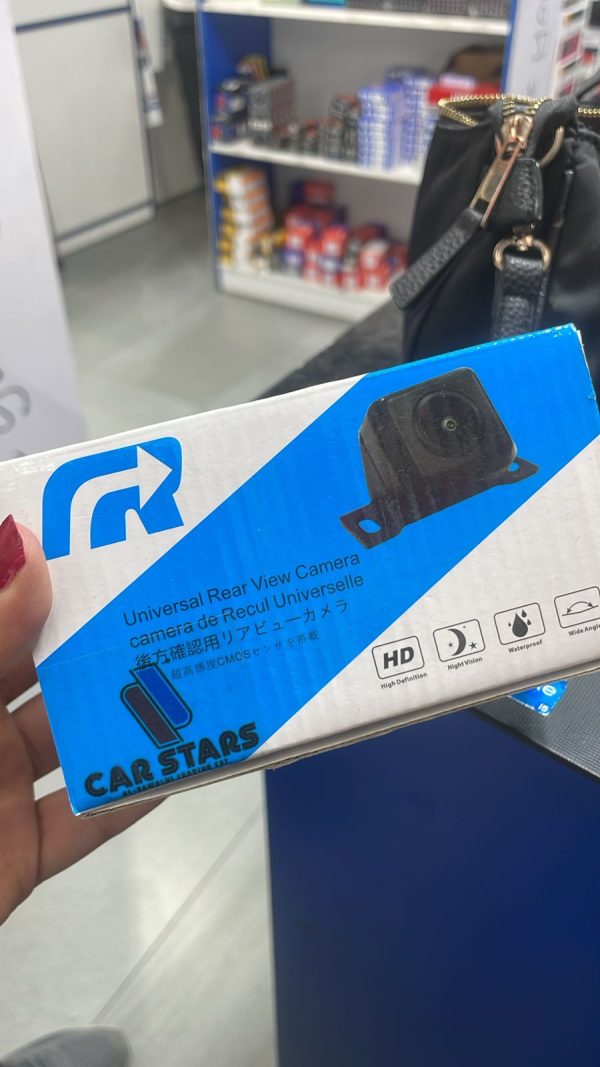 Universal Rear View Camera
camera de Recul Universelle
後方確認用リアビューカメラ
超高感度CMOSセンサを搭載
CAR STARS
HD
High Definition
Night Vision
Waterproof
Wide Angle